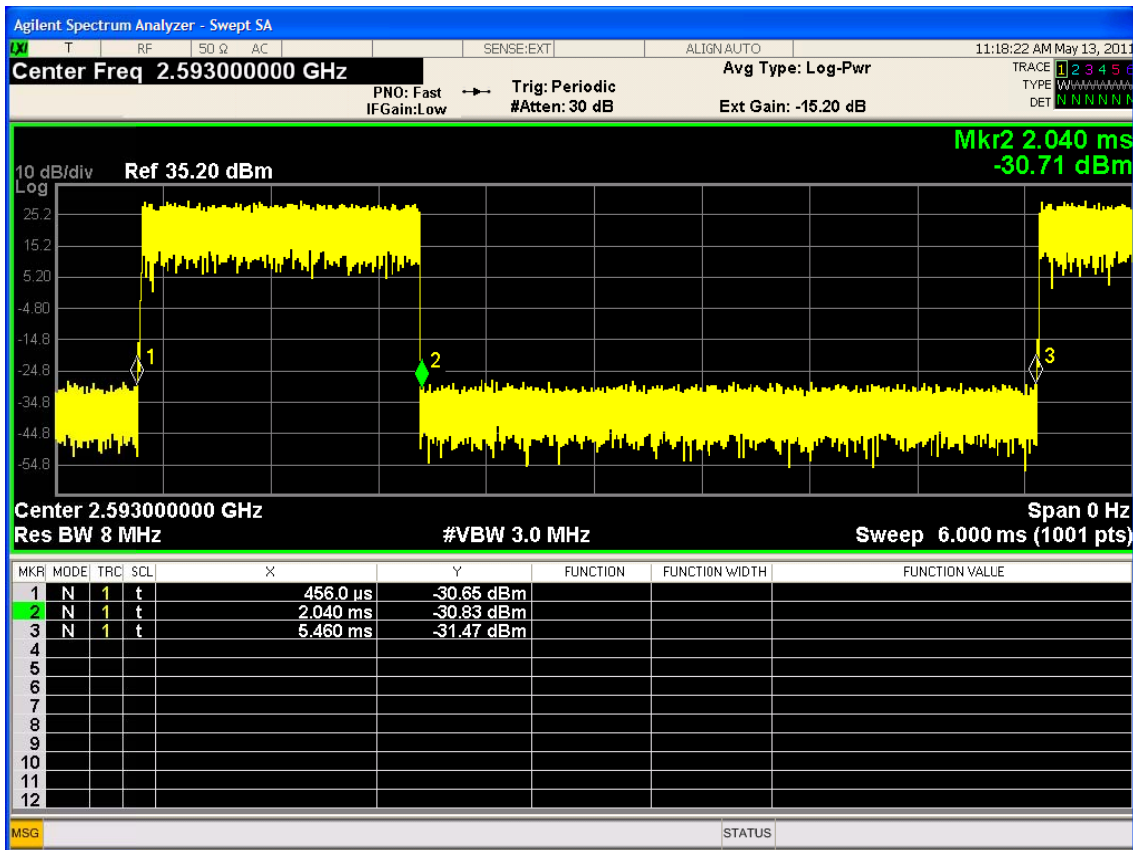 Agilent Spectrum Analyzer - Swept SA
LXI T RF 50 Ω AC SENSE:EXT ALIGN AUTO 11:18:22 AM May 13, 2011
Center Freq 2.593000000 GHz Avg Type: Log-Pwr TRACE 1 2 3 4 5 6
PNO: Fast Trig: Periodic TYPE WWWWWW
IFGain:Low #Atten: 30 dB Ext Gain: -15.20 dB DET N N N N N N
Mkr2 2.040 ms
10 dB/div Ref 35.20 dBm -30.71 dBm
Log
25.2
15.2
5.20
-4.80
-14.8
1 2 3
-24.8
-34.8
-44.8
-54.8
Center 2.593000000 GHz Span 0 Hz
Res BW 8 MHz #VBW 3.0 MHz Sweep 6.000 ms (1001 pts)
MKR MODE TRC SCL X Y FUNCTION FUNCTION WIDTH FUNCTION VALUE
1 N 1 t 456.0 µs -30.65 dBm
2 N 1 t 2.040 ms -30.83 dBm
3 N 1 t 5.460 ms -31.47 dBm
4
5
6
7
8
9
10
11
12
MSG STATUS